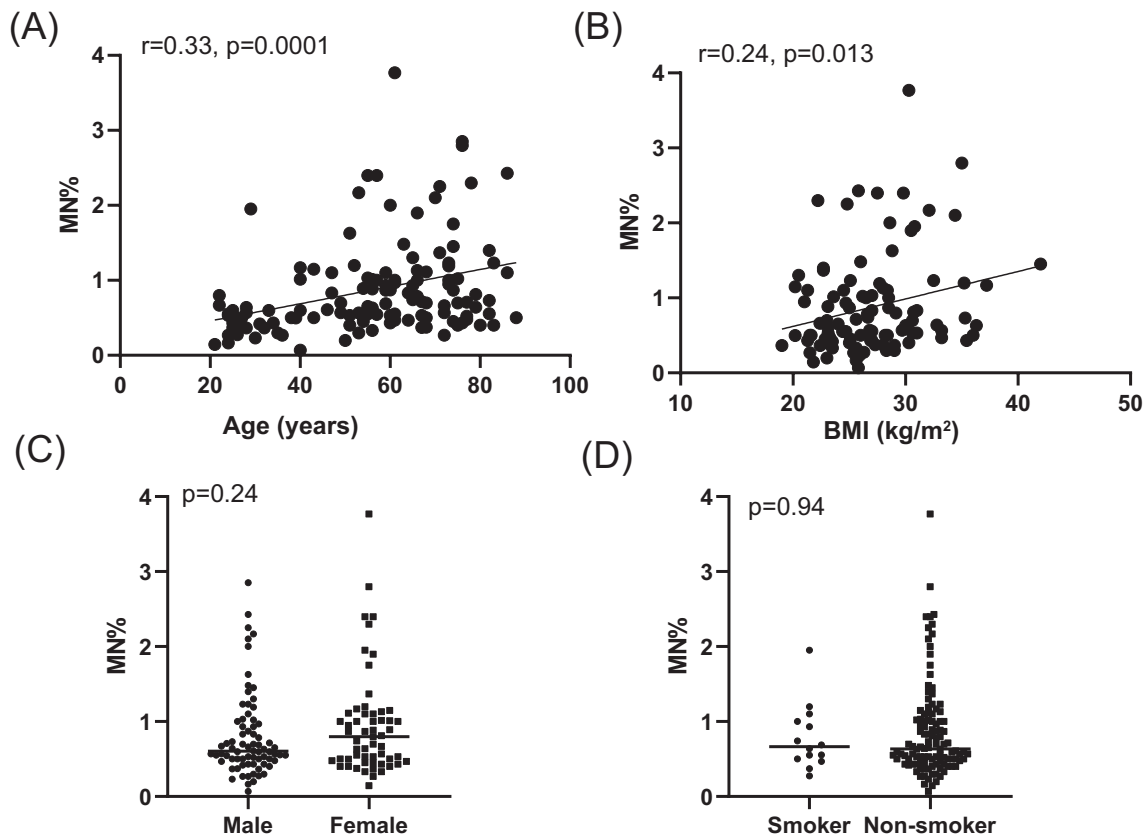 (A)
r=0.33, p=0.0001
4
3
2
1
0
MN%
0 20 40 60 80 100
Age (years)
(B)
r=0.24, p=0.013
4
3
2
1
0
MN%
10 20 30 40 50
BMI (kg/m²)
(C)
p=0.24
4
3
2
1
0
MN%
Male Female
(D)
p=0.94
4
3
2
1
0
MN%
Smoker Non-smoker